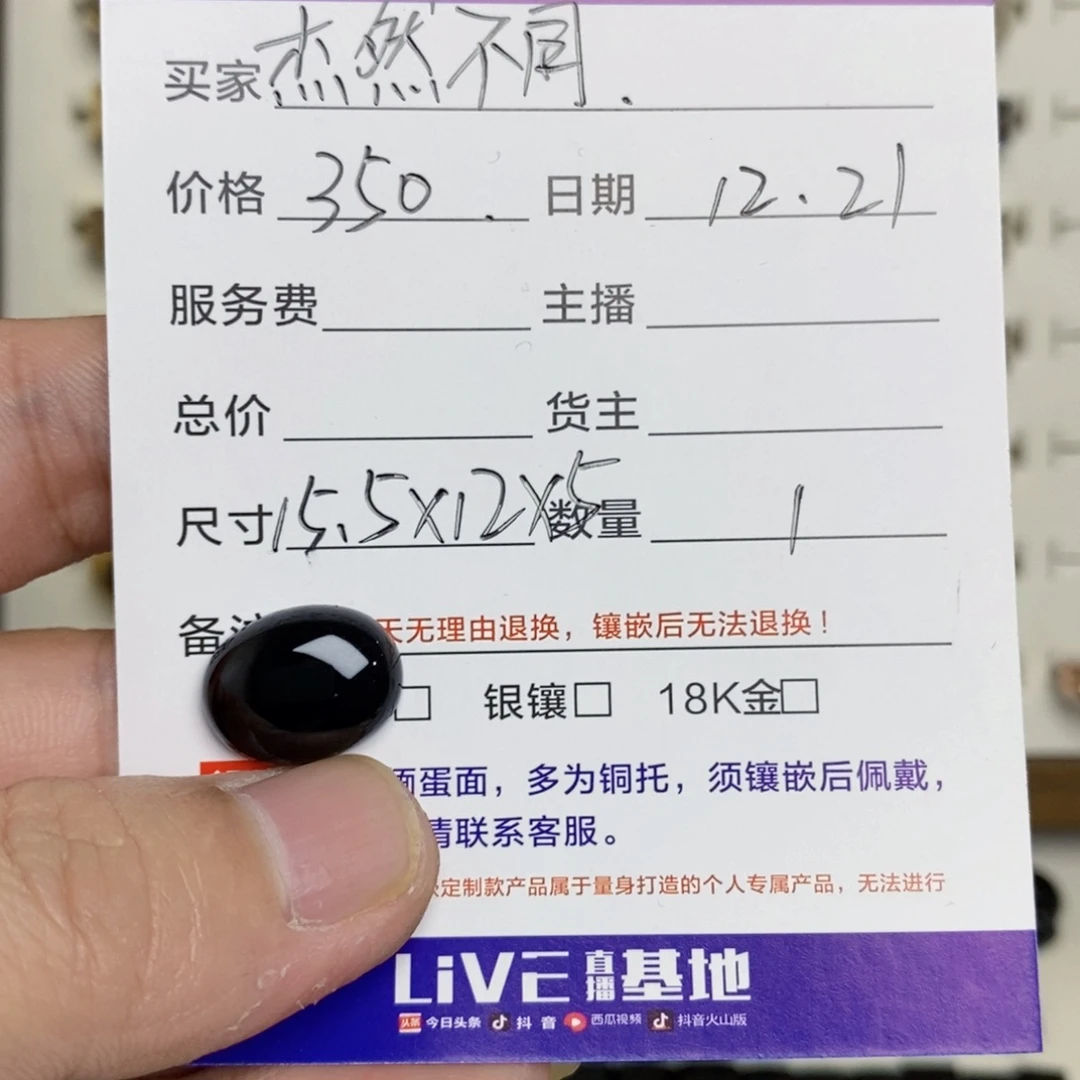 买家 杰然不同.
价格 350. 日期 12.21
服务费 主播
总价 货主
尺寸 15.5X12X5 数量 1
备注 天无理由退换，镶嵌后无法退换！
银镶 18K金
蛋面，多为铜托，须镶嵌后佩戴，
请联系客服。
定制款产品属于量身打造的个人专属产品，无法进行
LiVE 直播基地
头条 今日头条 抖音 西瓜视频 抖音火山版